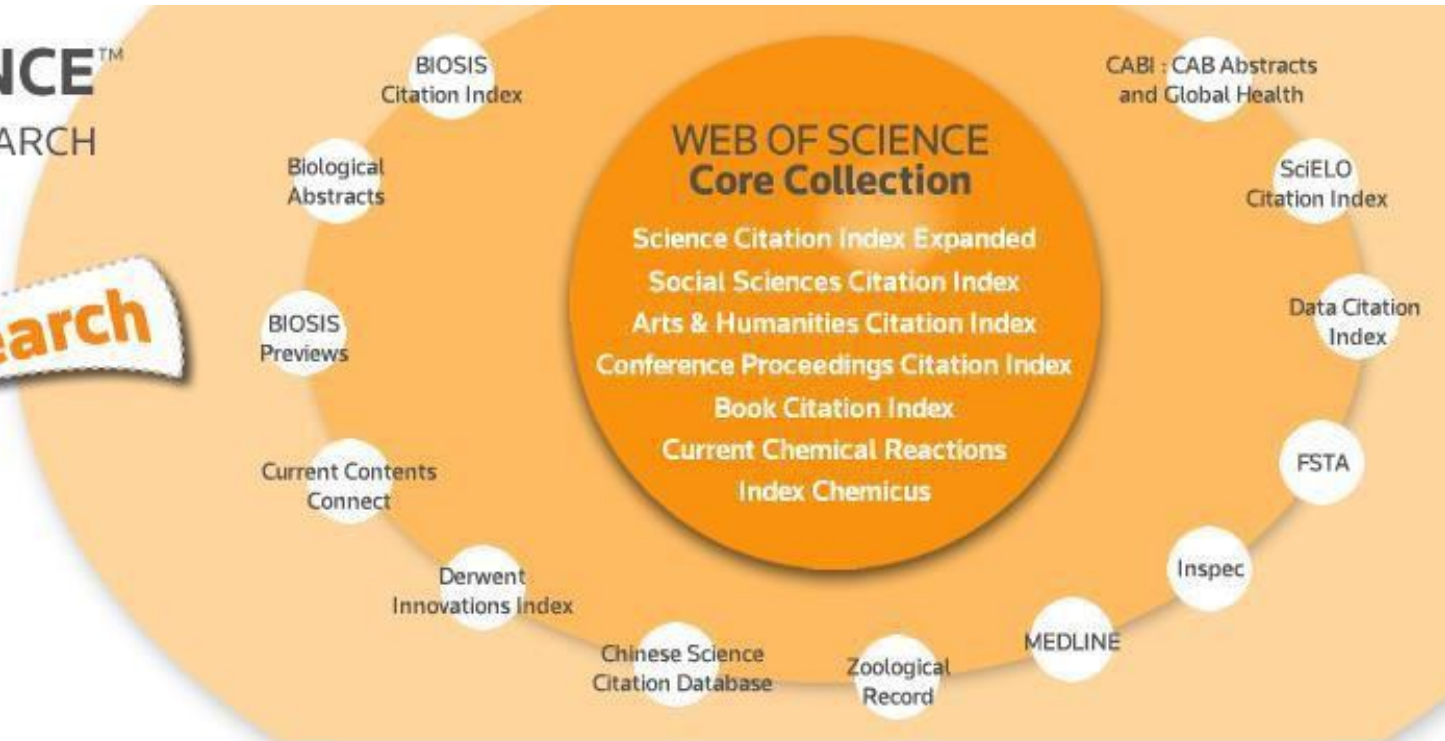 NCE™
ARCH
earch
BIOSIS
Citation Index
Biological
Abstracts
BIOSIS
Previews
Current Contents
Connect
Derwent
Innovations Index
Chinese Science
Citation Database
Zoological
Record
MEDLINE
Inspec
FSTA
Data Citation
Index
SciELO
Citation Index
CABI : CAB Abstracts
and Global Health
WEB OF SCIENCE
Core Collection
Science Citation Index Expanded
Social Sciences Citation Index
Arts & Humanities Citation Index
Conference Proceedings Citation Index
Book Citation Index
Current Chemical Reactions
Index Chemicus